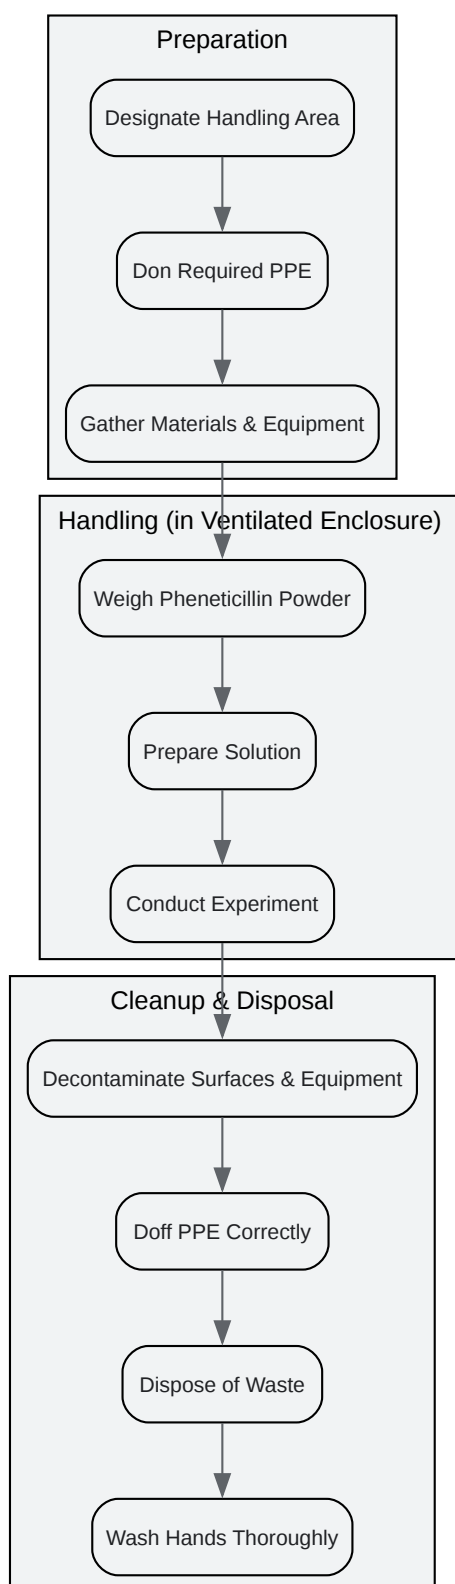 Preparation
Designate Handling Area
Don Required PPE
Gather Materials & Equipment
Handling (in Ventilated Enclosure)
Weigh Pheneticillin Powder
Prepare Solution
Conduct Experiment
Cleanup & Disposal
Decontaminate Surfaces & Equipment
Doff PPE Correctly
Dispose of Waste
Wash Hands Thoroughly